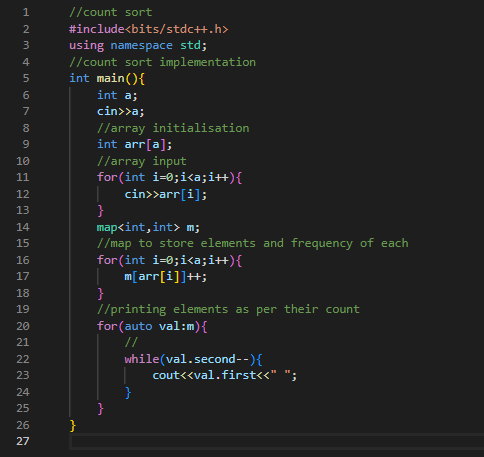 1 //count sort
2 #include<bits/stdc++.h>
3 using namespace std;
4 //count sort implementation
5 int main(){
6     int a;
7     cin>>a;
8     //array initialisation
9     int arr[a];
10     //array input
11     for(int i=0;i<a;i++){
12         cin>>arr[i];
13     }
14     map<int,int> m;
15     //map to store elements and frequency of each
16     for(int i=0;i<a;i++){
17         m[arr[i]]++;
18     }
19     //printing elements as per their count
20     for(auto val:m){
21         //
22         while(val.second--){
23             cout<<val.first<<" ";
24         }
25     }
26 }
27